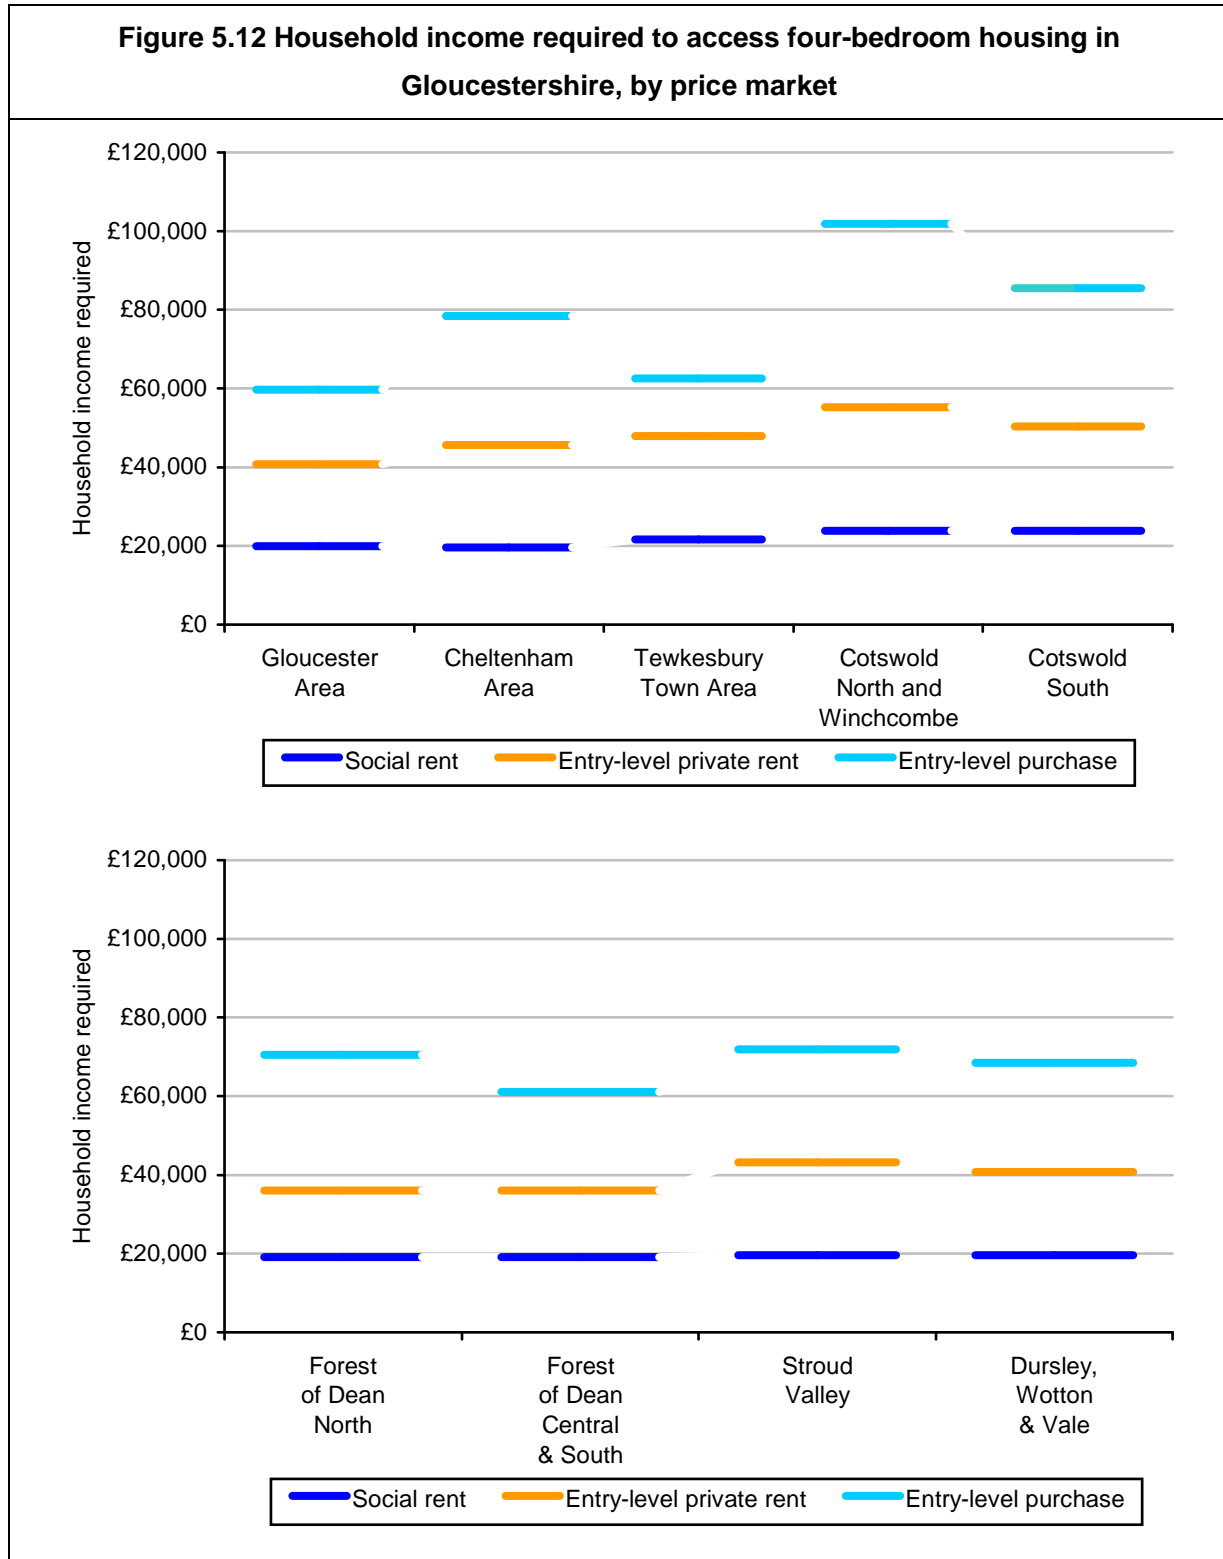 Figure 5.12 Household income required to access four-bedroom housing in
Gloucestershire, by price market
£120,000
£100,000
£80,000
£60,000
£40,000
£20,000
£0
Household income required
Gloucester
Area
Cheltenham
Area
Tewkesbury
Town Area
Cotswold
North and
Winchcombe
Cotswold
South
Social rent Entry-level private rent Entry-level purchase
£120,000
£100,000
£80,000
£60,000
£40,000
£20,000
£0
Household income required
Forest
of Dean
North
Forest
of Dean
Central
& South
Stroud
Valley
Dursley,
Wotton
& Vale
Social rent Entry-level private rent Entry-level purchase